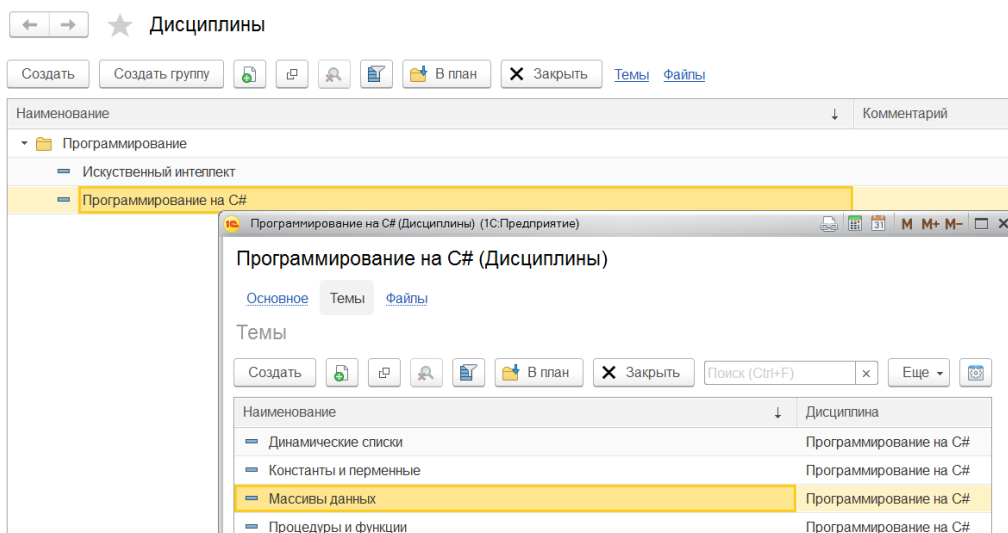 Дисциплины
Создать Создать группу В план Закрыть Темы Файлы
Наименование ↓ Комментарий
Программирование
Искуственный интеллект
Программирование на C#
1С Программирование на C# (Дисциплины) (1С:Предприятие) 31 M M+ M-
Программирование на C# (Дисциплины)
Основное Темы Файлы
Темы
Создать В план Закрыть Поиск (Ctrl+F) × Еще
Наименование ↓ Дисциплина
Динамические списки Программирование на C#
Константы и перменные Программирование на C#
Массивы данных Программирование на C#
Процедуры и функции Программирование на C#